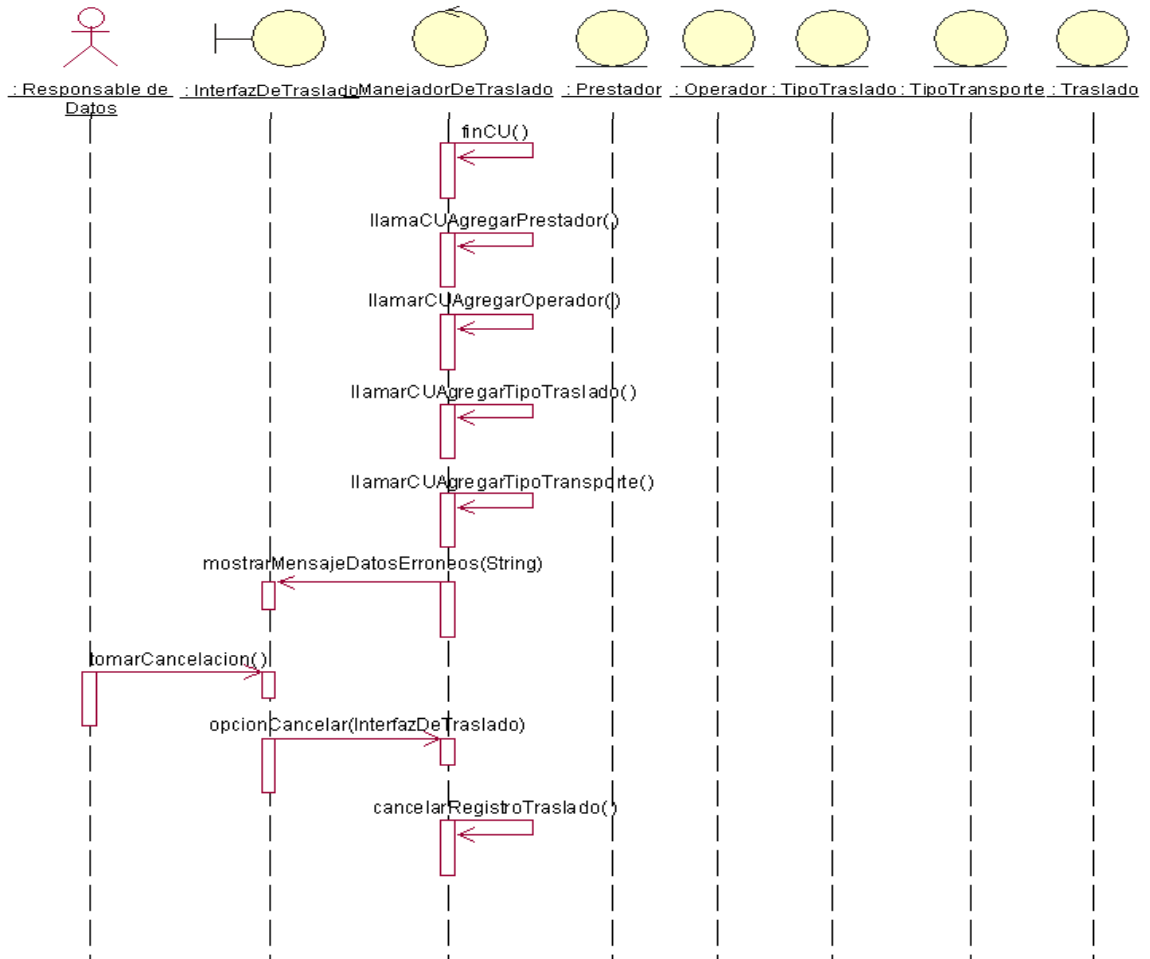 : Responsable de Datos
: InterfazDeTraslado
: ManejadorDeTraslado
: Prestador
: Operador
: TipoTraslado
: TipoTransporte
: Traslado
finCU()
llamaCUAgregarPrestador()
llamarCUAgregarOperador()
llamarCUAgregarTipoTraslado()
llamarCUAgregarTipoTransporte()
mostrarMensajeDatosErroneos(String)
tomarCancelacion()
opcionCancelar(InterfazDeTraslado)
cancelarRegistroTraslado()